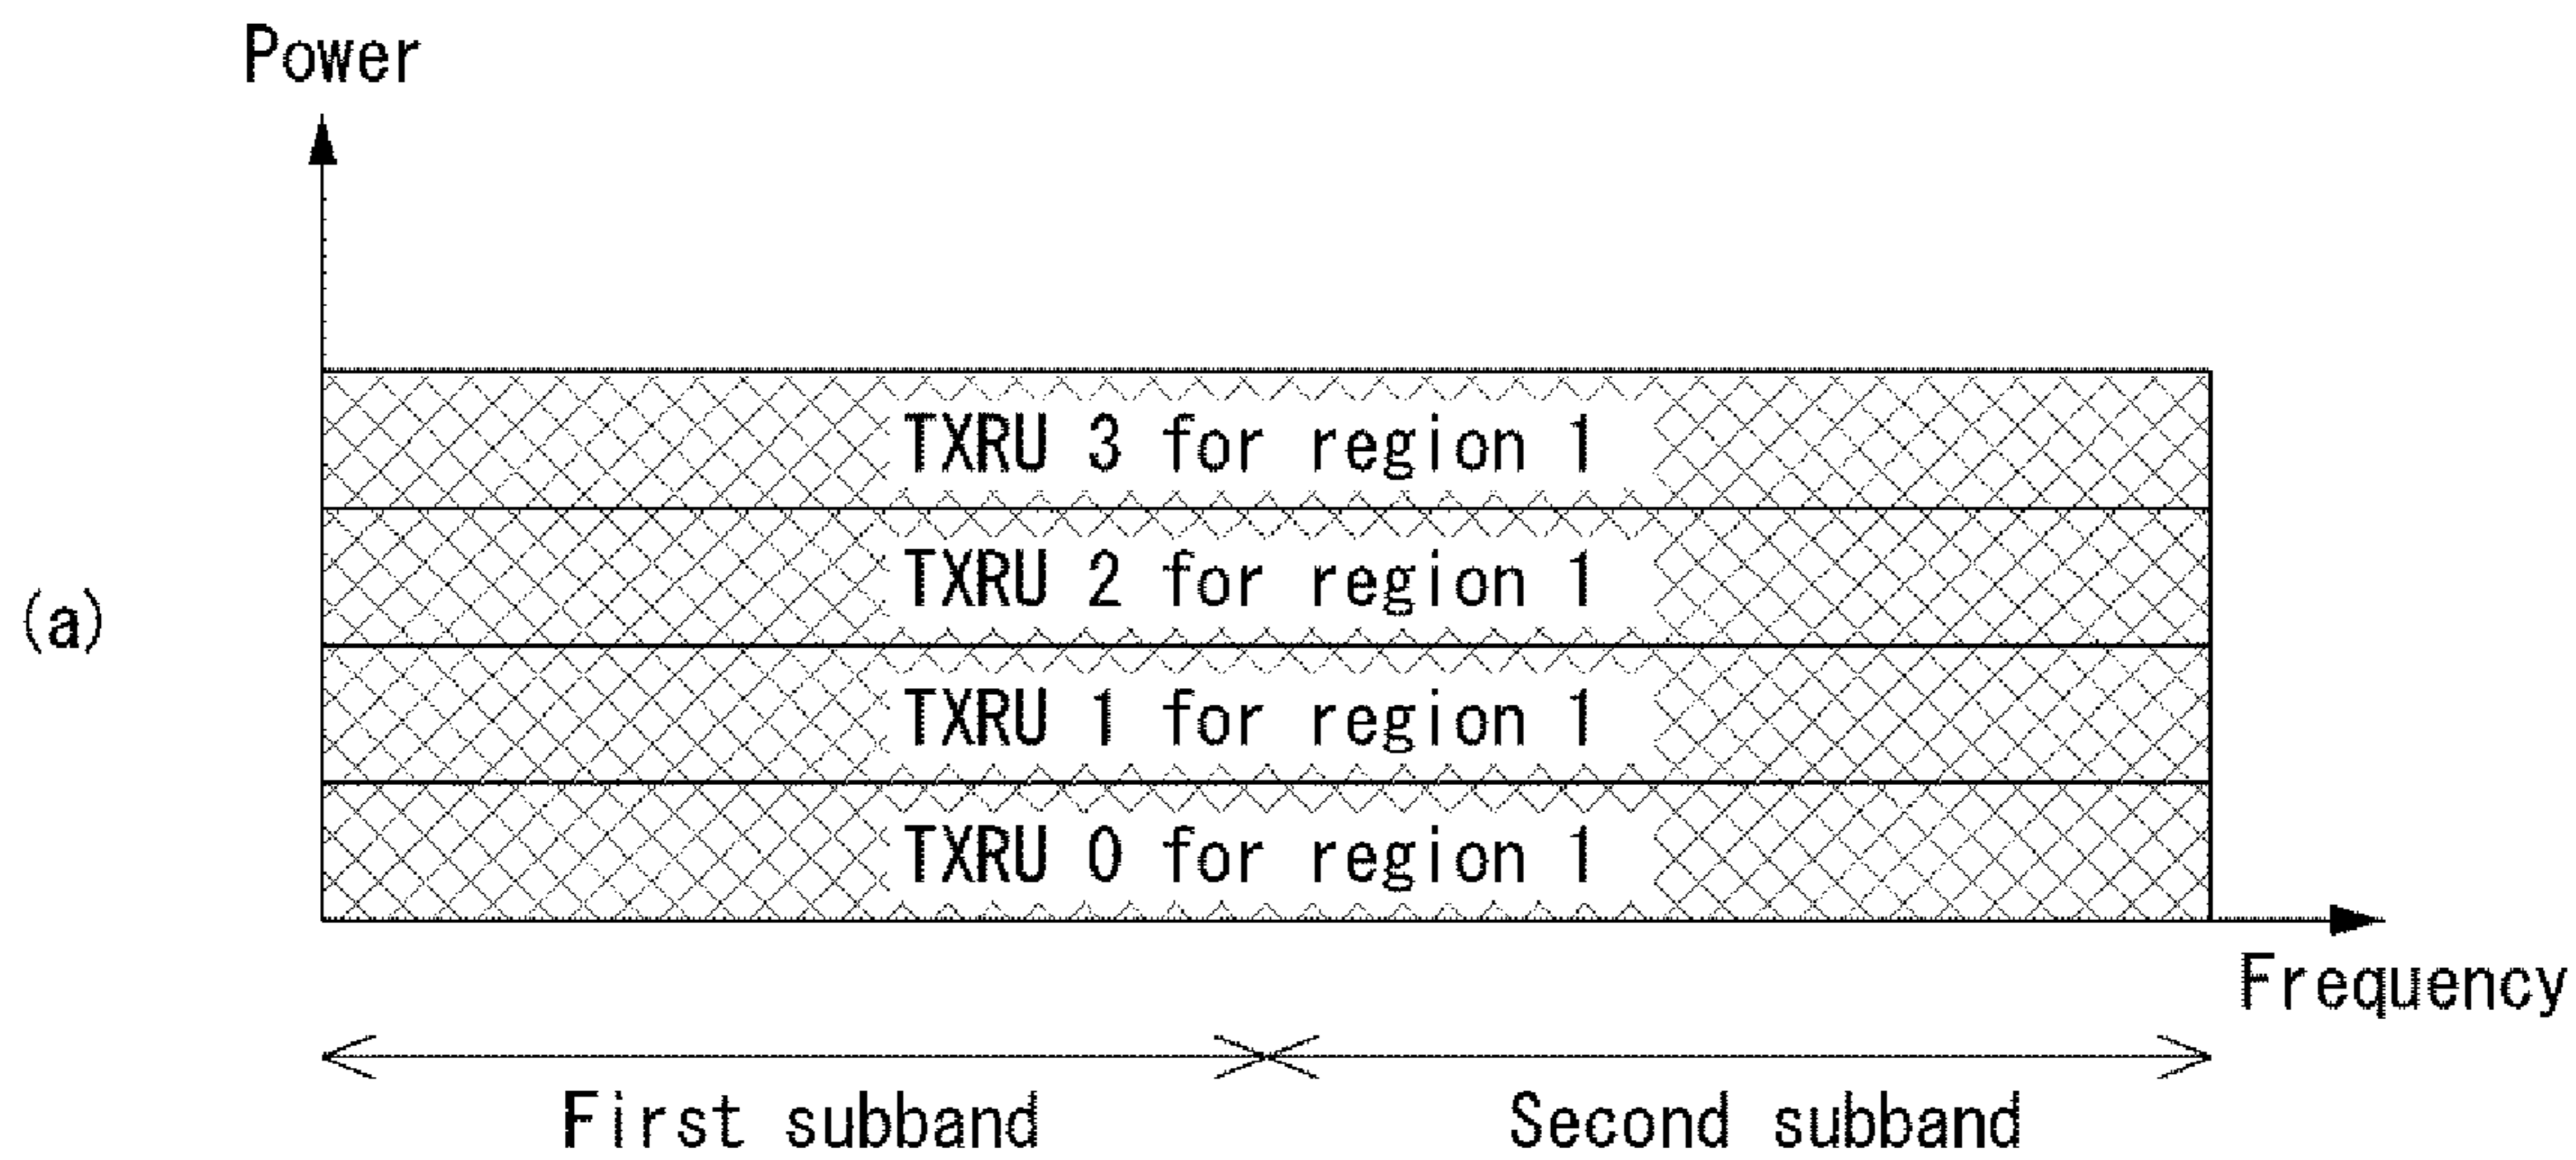 Power
TXRU 3 for region 1
TXRU 2 for region 1
(a)
TXRU 1 for region 1
TXRU 0 for region 1
Frequency
First subband
Second subband